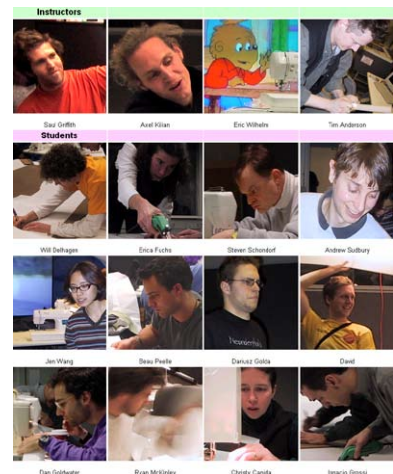 Instructors
Saul Griffith
Axel Kilian
Eric Wilhelm
Tim Anderson
Students
Will Delhagen
Erica Fuchs
Steven Schondorf
Andrew Sudbury
Jen Wang
Beau Peelle
Dariusz Golda
David
Dan Goldwater
Ryan McKinley
Christy Canida
Ignacio Grossi